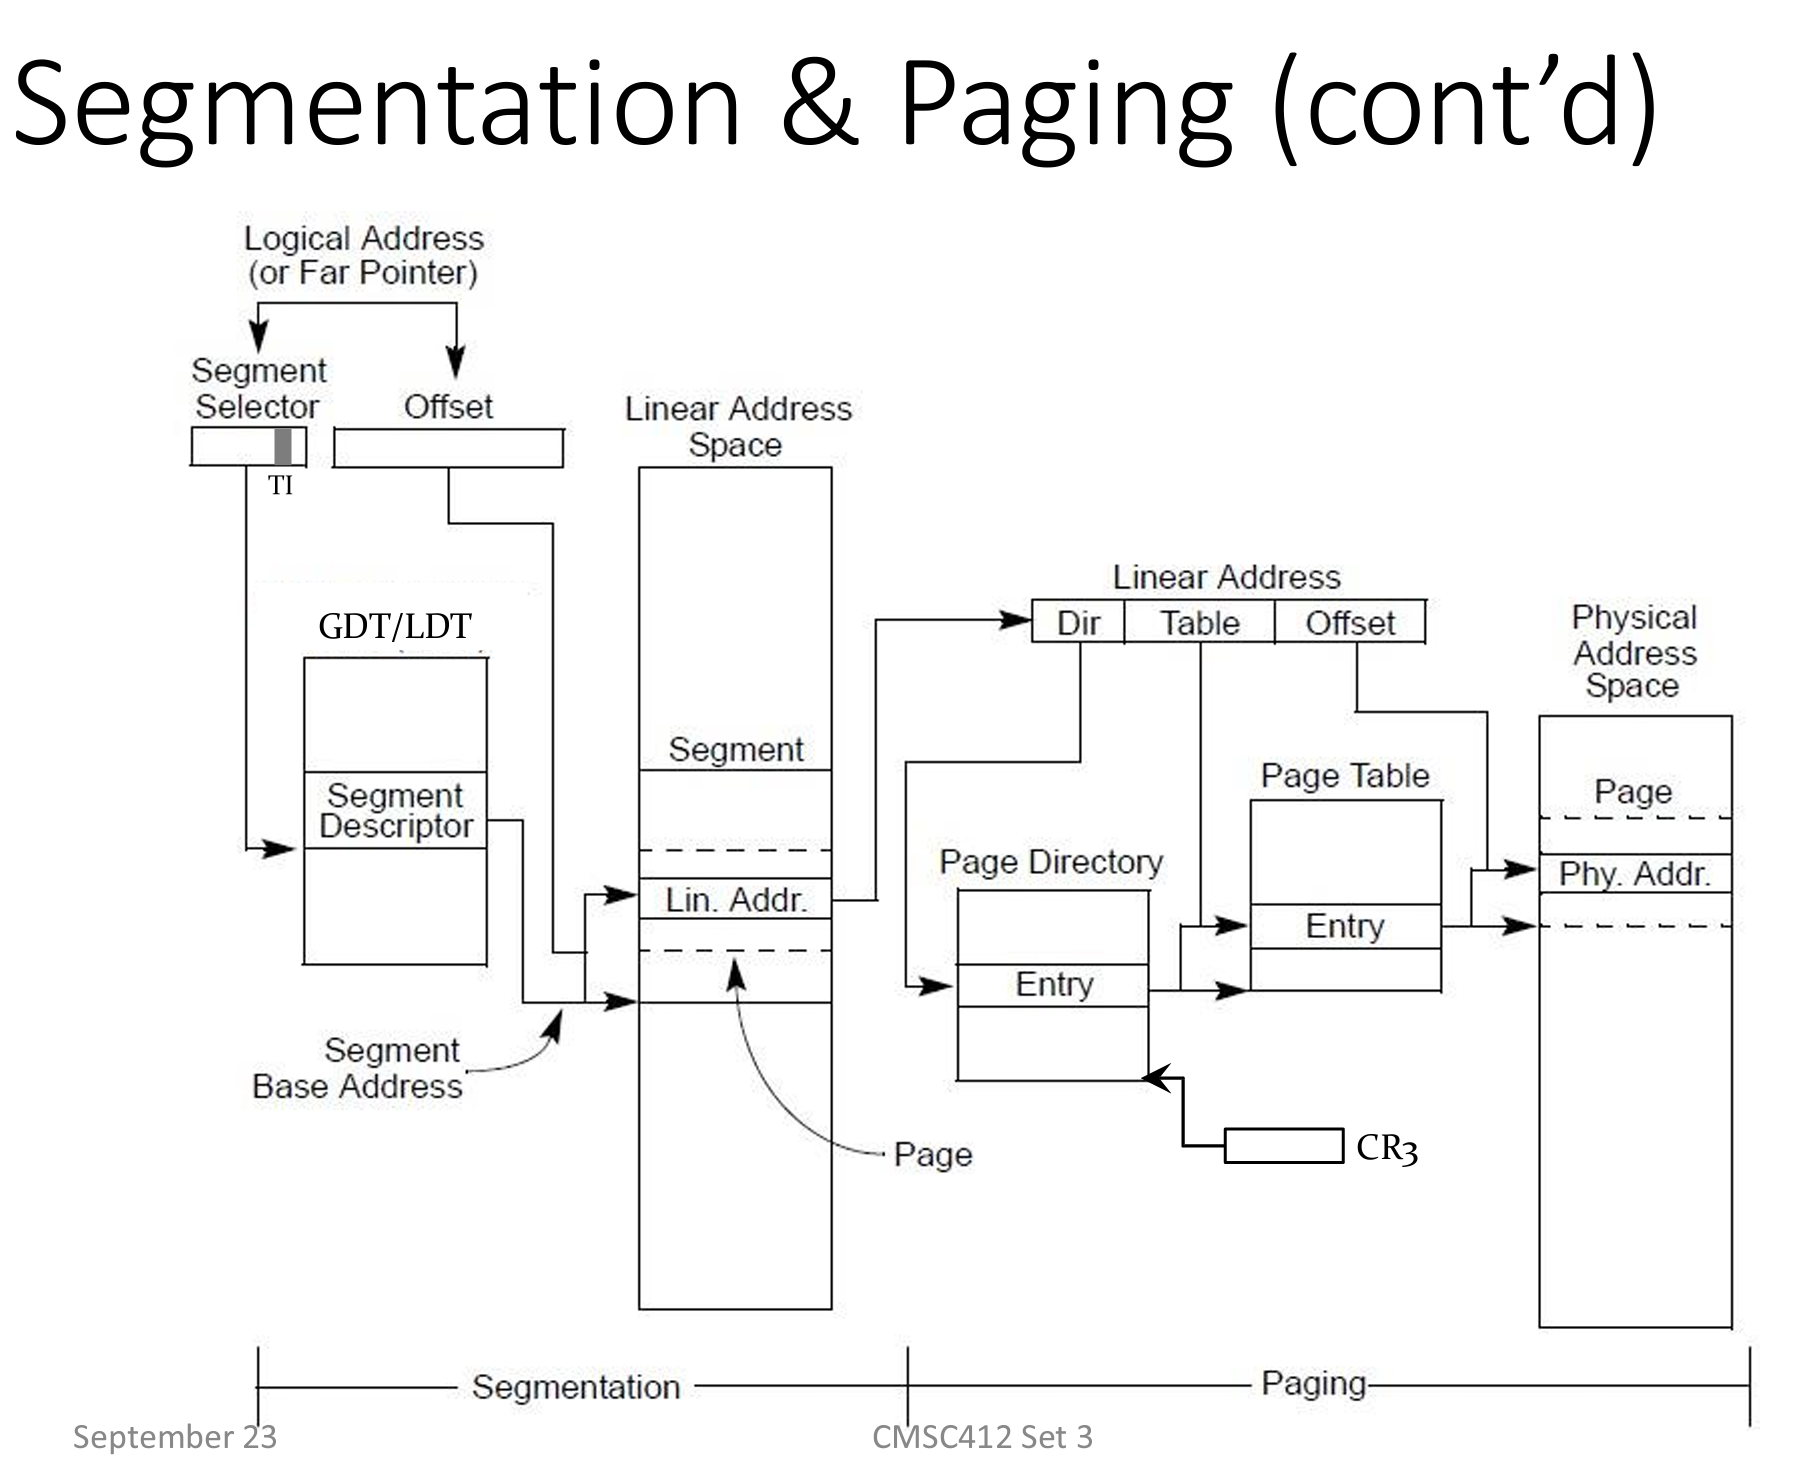 Segmentation & Paging (cont’d)
Logical Address
(or Far Pointer)
Segment
Selector
Offset
TI
Linear Address
Space
GDT/LDT
Segment
Descriptor
Segment
Lin. Addr.
Segment
Base Address
Page
Linear Address
Dir
Table
Offset
Page Directory
Entry
Page Table
Entry
CR3
Physical
Address
Space
Page
Phy. Addr.
Segmentation
Paging
September 23
CMSC412 Set 3